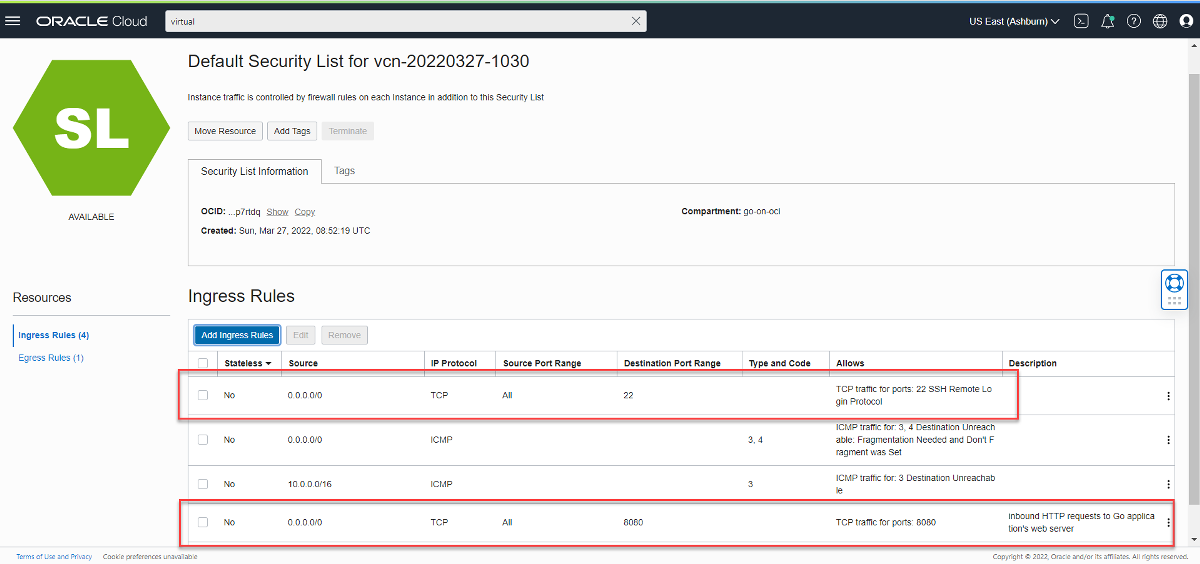 ORACLE Cloud
virtual
US East (Ashburn)
Default Security List for vcn-20220327-1030
Instance traffic is controlled by firewall rules on each Instance in addition to this Security List
Move Resource Add Tags Terminate
SL
AVAILABLE
Security List Information Tags
OCID: ...p7rtdq Show Copy
Compartment: go-on-oci
Created: Sun, Mar 27, 2022, 08:52:19 UTC
Resources
Ingress Rules (4)
Egress Rules (1)
Ingress Rules
Add Ingress Rules Edit Remove
Stateless Source IP Protocol Source Port Range Destination Port Range Type and Code Allows Description
No 0.0.0.0/0 TCP All 22 TCP traffic for ports: 22 SSH Remote Lo
gin Protocol
No 0.0.0.0/0 ICMP 3, 4 ICMP traffic for: 3, 4 Destination Unreach
able: Fragmentation Needed and Don't F
ragment was Set
No 10.0.0.0/16 ICMP 3 ICMP traffic for: 3 Destination Unreachab
le
No 0.0.0.0/0 TCP All 8080 TCP traffic for ports: 8080 inbound HTTP requests to Go applica
tion's web server
Terms of Use and Privacy Cookie preferences unavailable
Copyright © 2022, Oracle and/or its affiliates. All rights reserved.